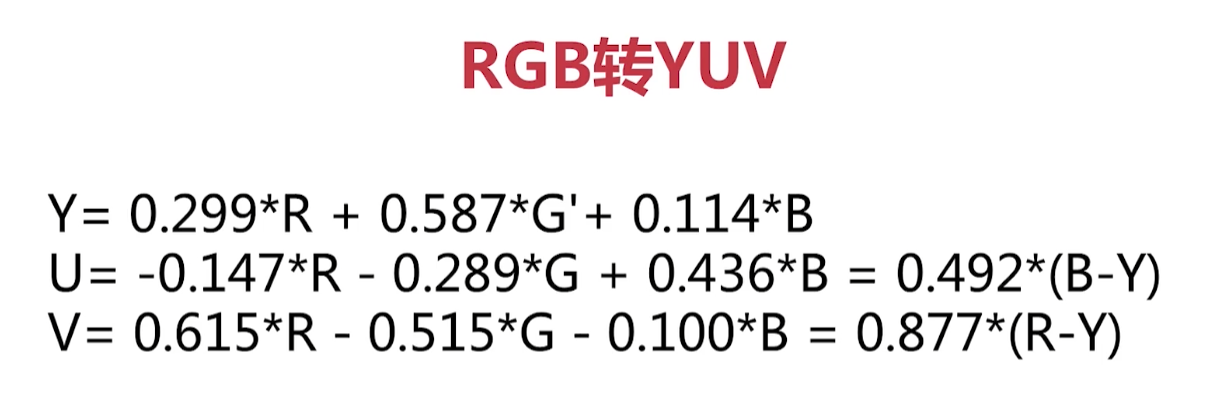 RGB转YUV
Y= 0.299*R + 0.587*G'+ 0.114*B
U= -0.147*R - 0.289*G + 0.436*B = 0.492*(B-Y)
V= 0.615*R - 0.515*G - 0.100*B = 0.877*(R-Y)